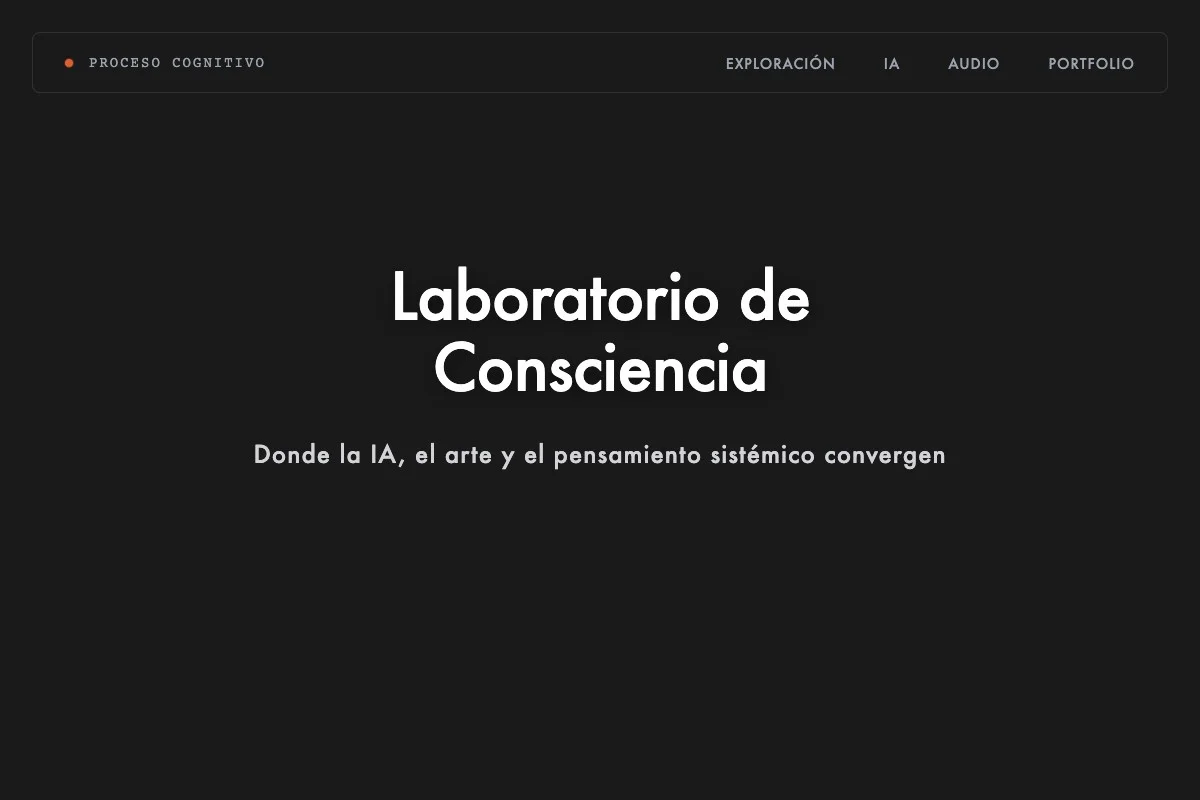 PROCESO COGNITIVO
EXPLORACIÓN IA AUDIO PORTFOLIO
Laboratorio de
Consciencia
Donde la IA, el arte y el pensamiento sistémico convergen